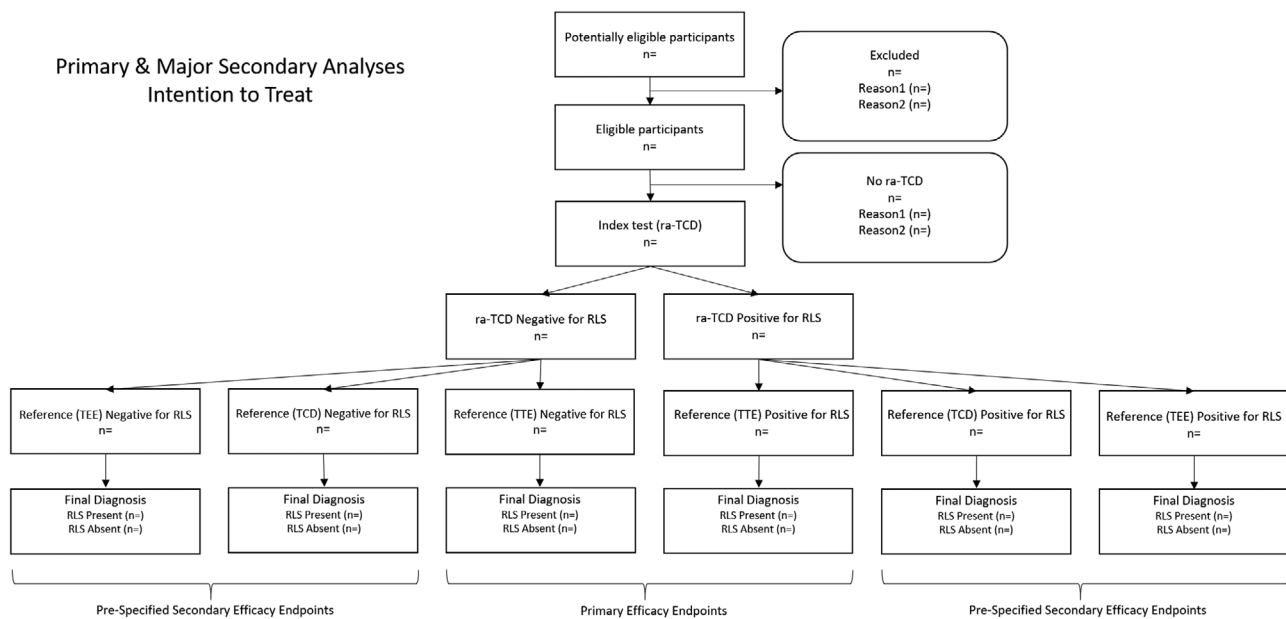 Primary & Major Secondary Analyses
Intention to Treat
Potentially eligible participants
n=
Excluded
n=
Reason1 (n=)
Reason2 (n=)
Eligible participants
n=
No ra-TCD
n=
Reason1 (n=)
Reason2 (n=)
Index test (ra-TCD)
n=
ra-TCD Negative for RLS
n=
ra-TCD Positive for RLS
n=
Reference (TEE) Negative for RLS
n=
Reference (TCD) Negative for RLS
n=
Reference (TTE) Negative for RLS
n=
Reference (TTE) Positive for RLS
n=
Reference (TCD) Positive for RLS
n=
Reference (TEE) Positive for RLS
n=
Final Diagnosis
RLS Present (n=)
RLS Absent (n=)
Final Diagnosis
RLS Present (n=)
RLS Absent (n=)
Final Diagnosis
RLS Present (n=)
RLS Absent (n=)
Final Diagnosis
RLS Present (n=)
RLS Absent (n=)
Final Diagnosis
RLS Present (n=)
RLS Absent (n=)
Final Diagnosis
RLS Present (n=)
RLS Absent (n=)
Pre-Specified Secondary Efficacy Endpoints
Primary Efficacy Endpoints
Pre-Specified Secondary Efficacy Endpoints